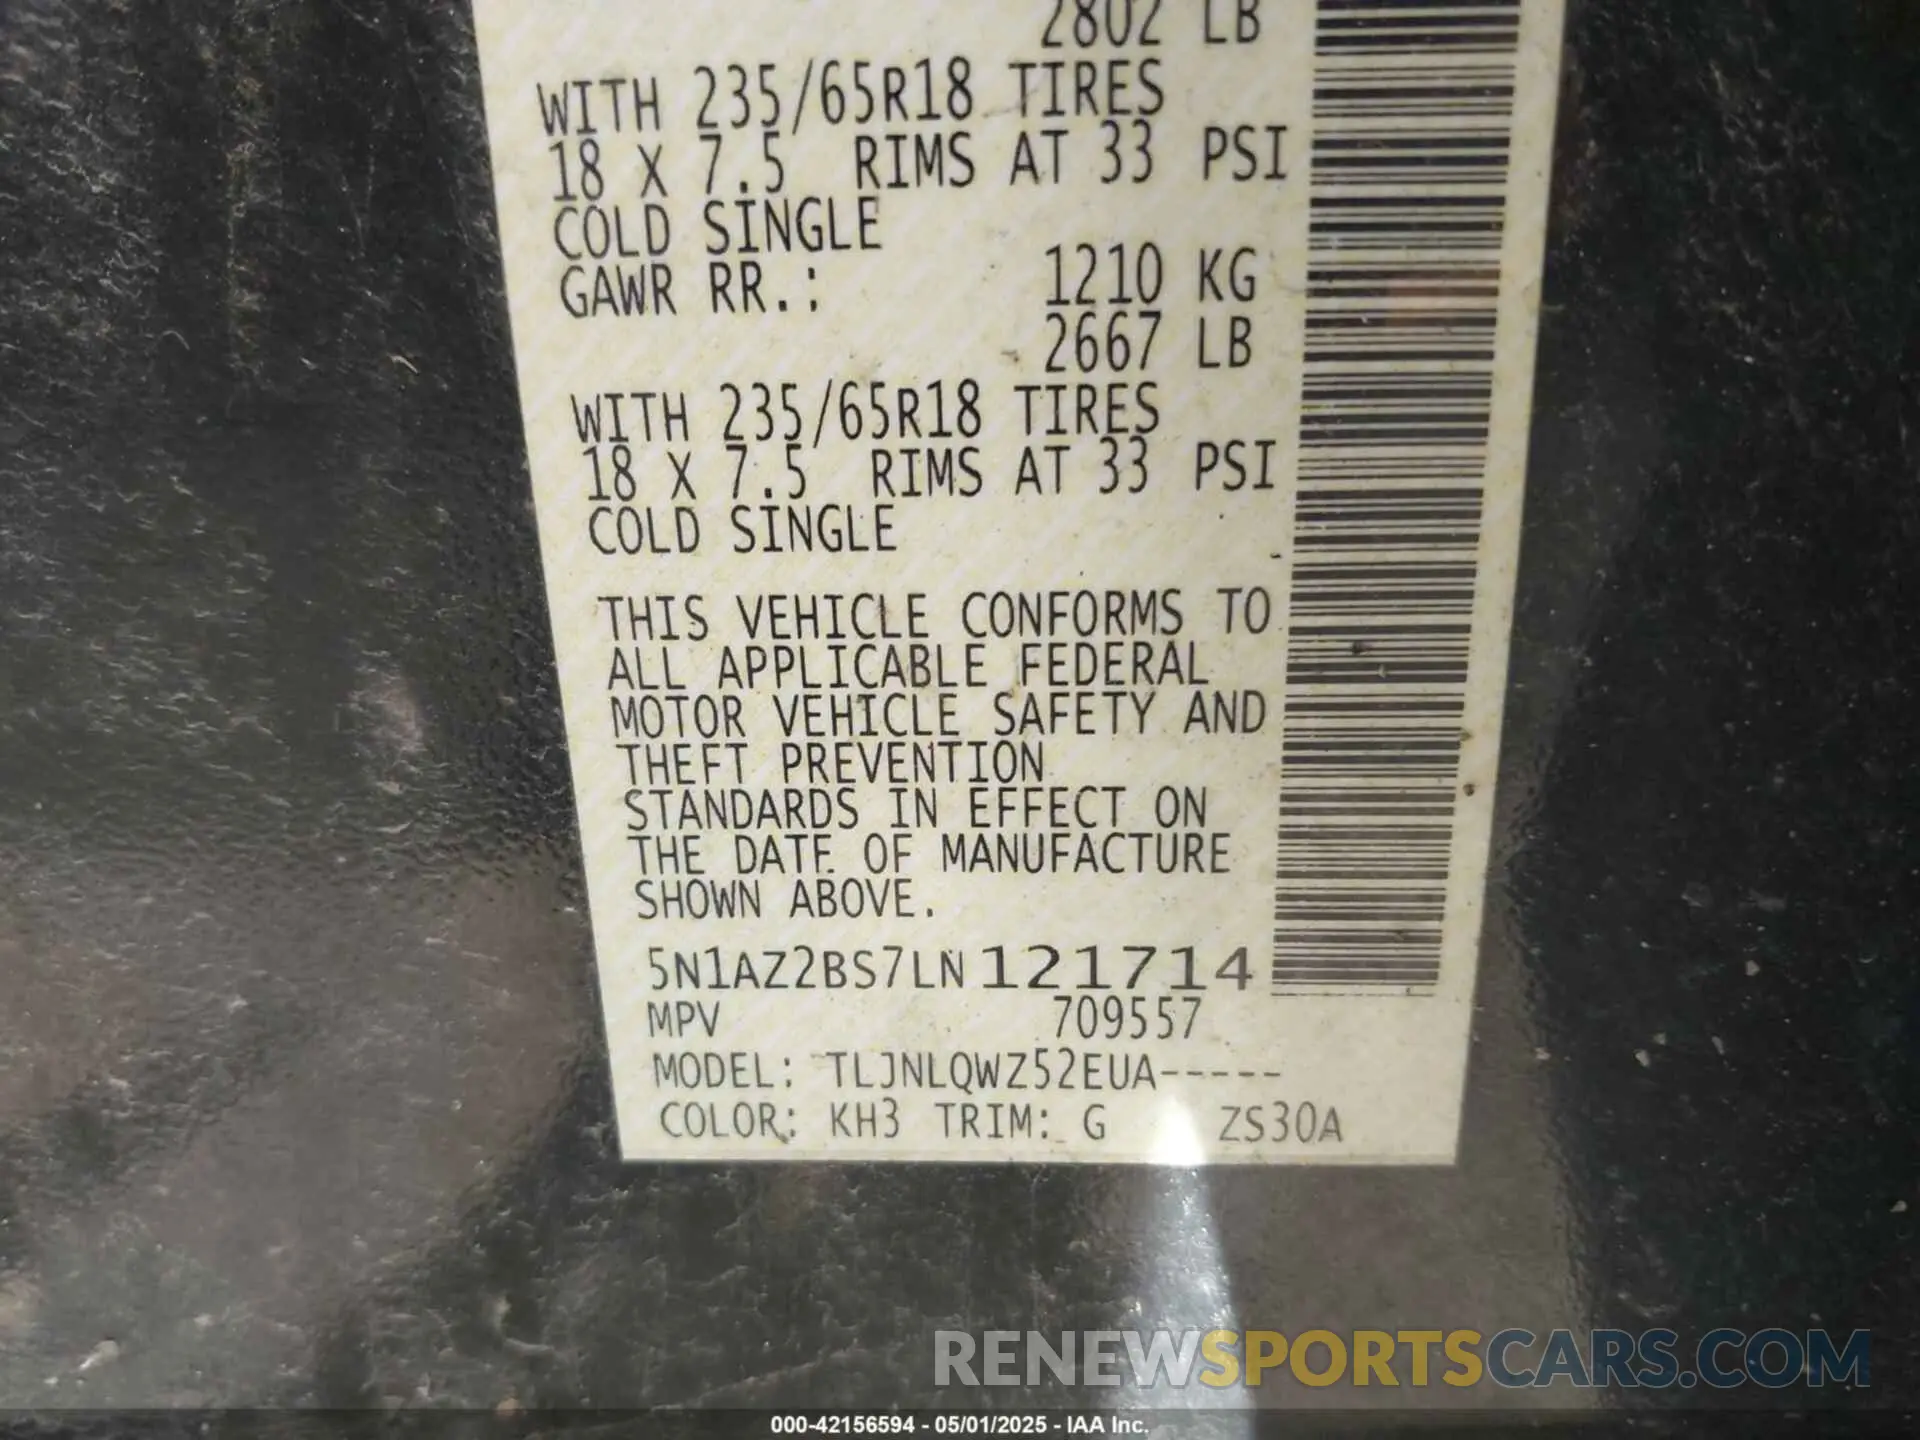 2802 LB
WITH 235/65R18 TIRES
18 X 7.5 RIMS AT 33 PSI
COLD SINGLE
GAWR RR.: 1210 KG
2667 LB
WITH 235/65R18 TIRES
18 X 7.5 RIMS AT 33 PSI
COLD SINGLE
THIS VEHICLE CONFORMS TO
ALL APPLICABLE FEDERAL
MOTOR VEHICLE SAFETY AND
THEFT PREVENTION
STANDARDS IN EFFECT ON
THE DATE OF MANUFACTURE
SHOWN ABOVE.
5N1AZ2BS7LN121714
MPV 709557
MODEL: TLJNLQWZ52EUA-----
COLOR: KH3 TRIM: G ZS30A
RENEWSPORTSCARS.COM
000-42156594 - 05/01/2025 - IAA Inc.